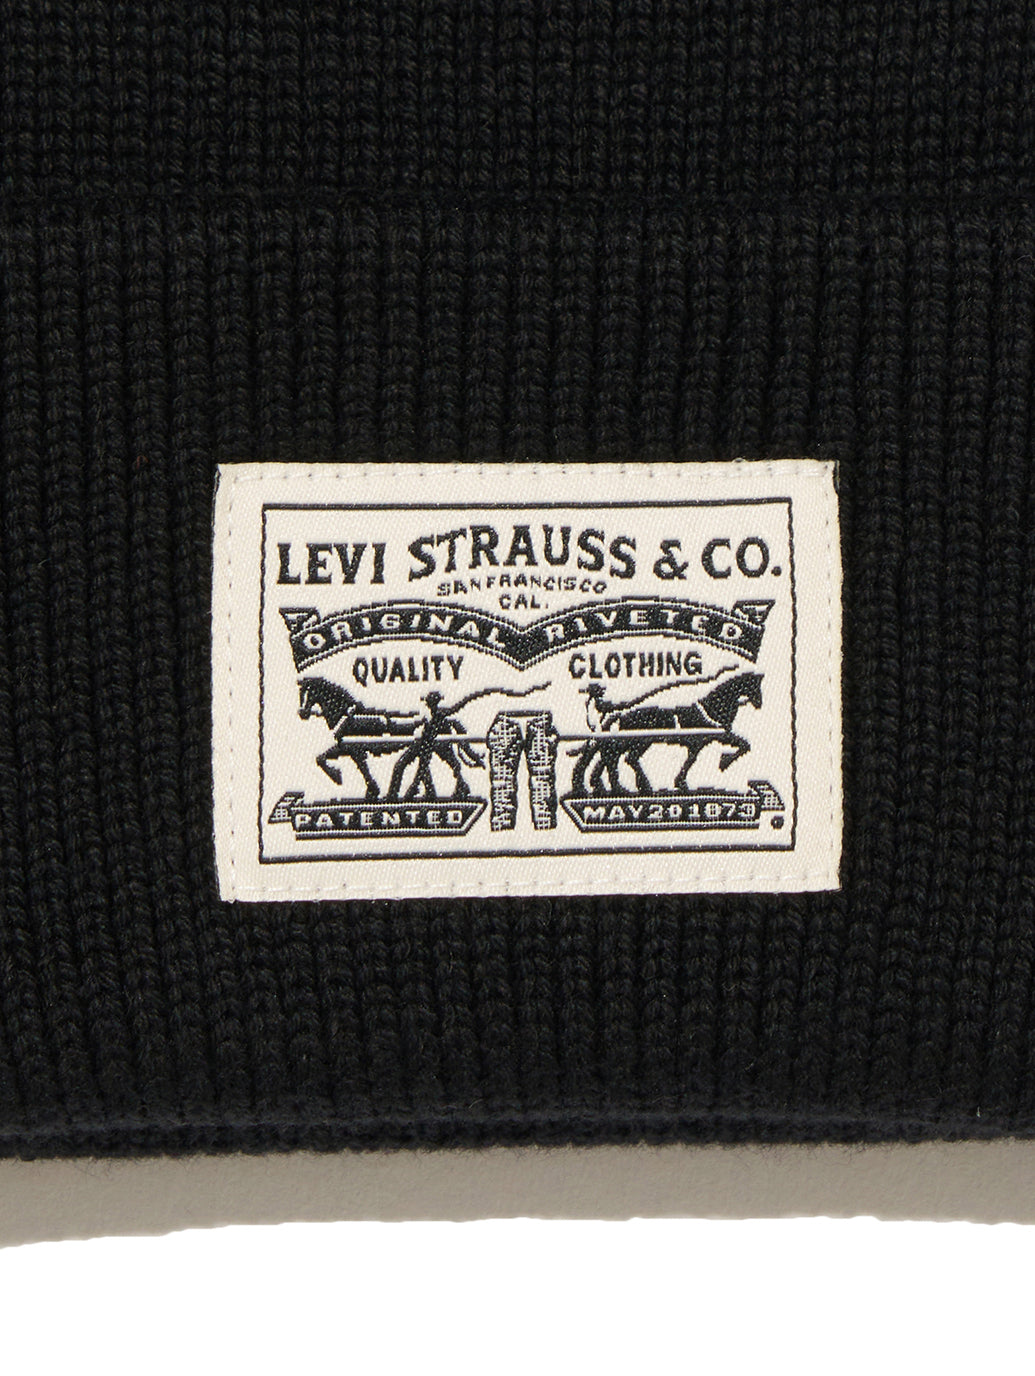 LEVI STRAUSS & CO.
SAN FRANCISCO
CAL.
ORIGINAL RIVETED
QUALITY CLOTHING
PATENTED MAY 20 1873